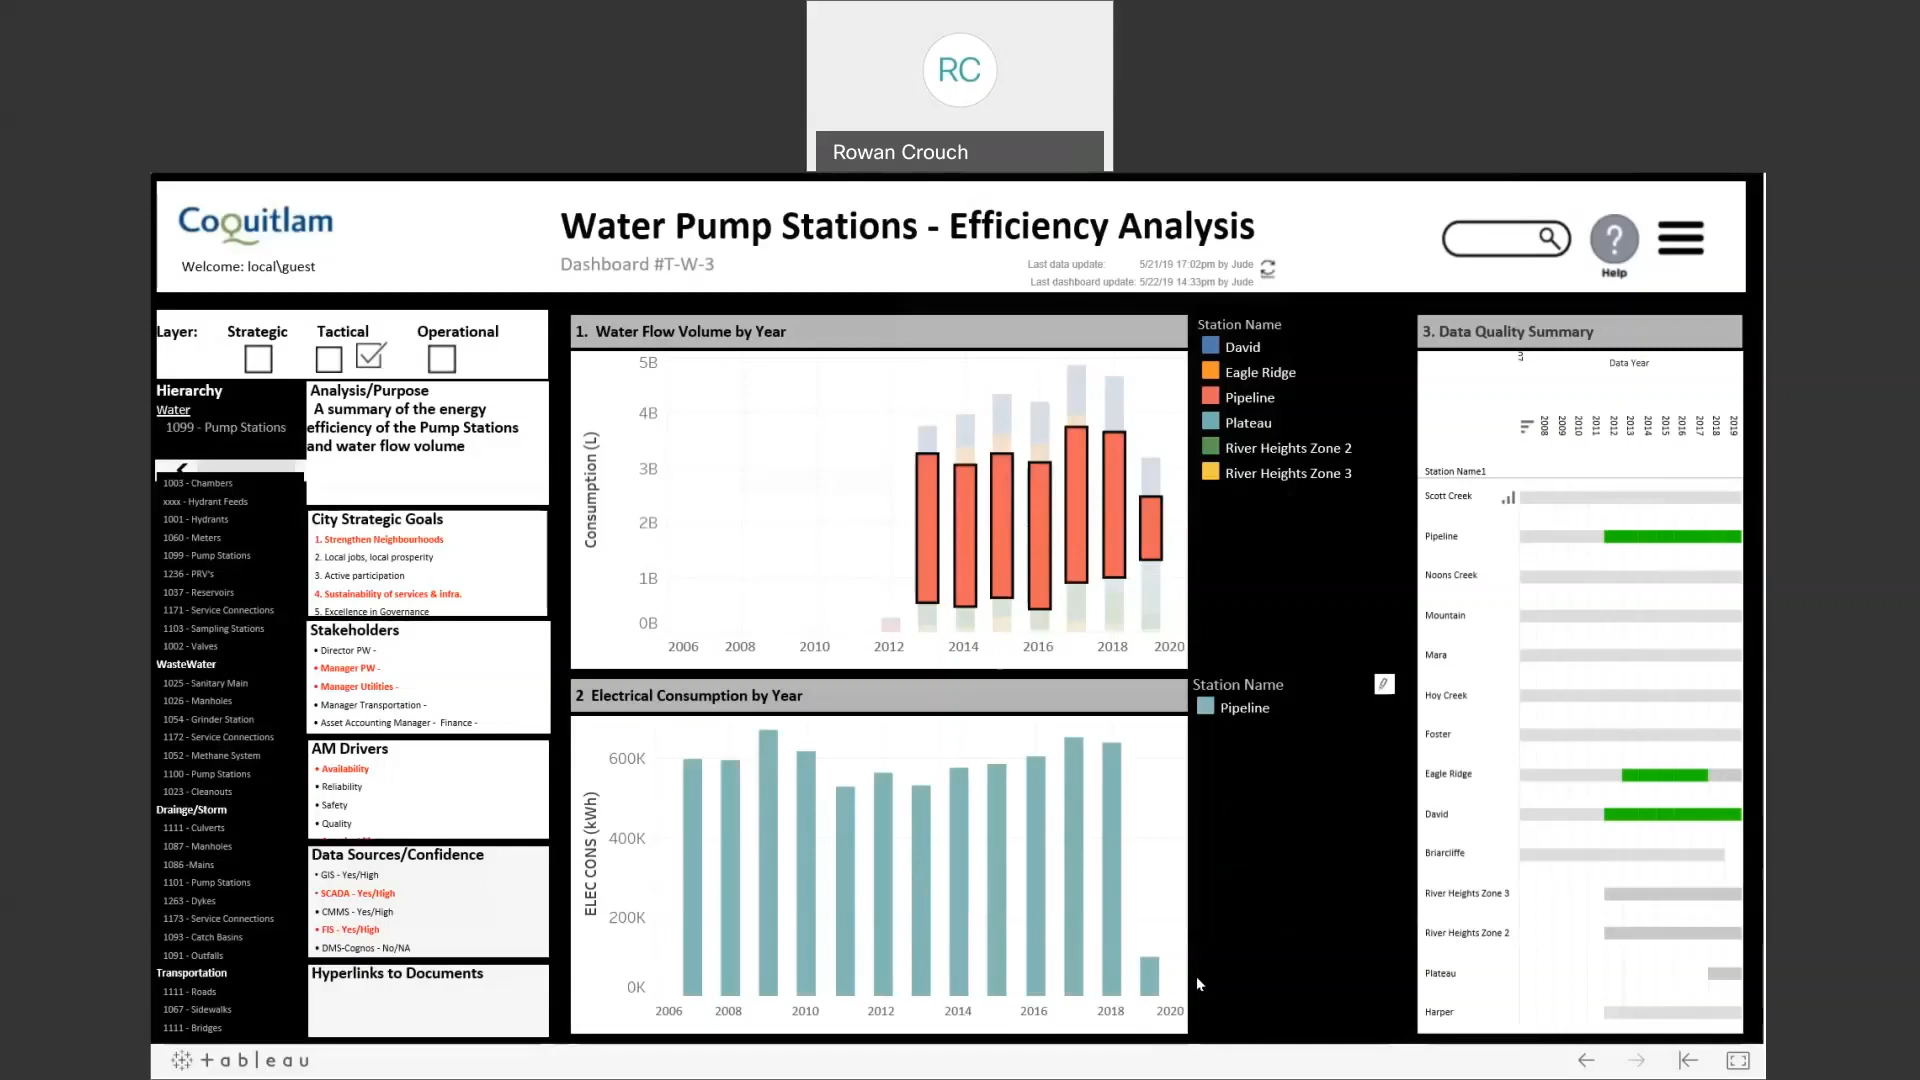 RC
Rowan Crouch
Coquitlam
Welcome: local\guest
Water Pump Stations - Efficiency Analysis
Dashboard #T-W-3
Last data update: 5/21/19 17:02pm by Jude
Last dashboard update: 5/22/19 14:33pm by Jude
?
Help
Layer: Strategic Tactical Operational
Hierarchy
Water
1099 - Pump Stations
1003 - Chambers
xxxx - Hydrant Feeds
1001 - Hydrants
1060 - Meters
1099 - Pump Stations
1236 - PRV's
1037 - Reservoirs
1171 - Service Connections
1103 - Sampling Stations
1002 - Valves
WasteWater
1025 - Sanitary Main
1026 - Manholes
1054 - Grinder Station
1172 - Service Connections
1052 - Methane System
1100 - Pump Stations
1023 - Cleanouts
Drainge/Storm
1111 - Culverts
1087 - Manholes
1086 -Mains
1101 - Pump Stations
1263 - Dykes
1173 - Service Connections
1093 - Catch Basins
1091 - Outfalls
Transportation
1111 - Roads
1067 - Sidewalks
1111 - Bridges
Analysis/Purpose
A summary of the energy
efficiency of the Pump Stations
and water flow volume
City Strategic Goals
1. Strengthen Neighbourhoods
2. Local jobs, local prosperity
3. Active participation
4. Sustainability of services & infra.
5. Excellence in Governance
Stakeholders
• Director PW -
• Manager PW -
• Manager Utilities -
• Manager Transportation -
• Asset Accounting Manager - Finance -
AM Drivers
• Availability
• Reliability
• Safety
• Quality
Data Sources/Confidence
• GIS - Yes/High
• SCADA - Yes/High
• CMMS - Yes/High
• FIS - Yes/High
• DMS-Cognos - No/NA
Hyperlinks to Documents
1. Water Flow Volume by Year
Consumption (L)
5B
4B
3B
2B
1B
0B
2006 2008 2010 2012 2014 2016 2018 2020
Station Name
David
Eagle Ridge
Pipeline
Plateau
River Heights Zone 2
River Heights Zone 3
2 Electrical Consumption by Year
ELEC CONS (kWh)
600K
400K
200K
0K
2006 2008 2010 2012 2014 2016 2018 2020
Station Name
Pipeline
3. Data Quality Summary
Data Year
2008 2009 2010 2011 2012 2013 2014 2015 2016 2017 2018 2019
Station Name1
Scott Creek
Pipeline
Noons Creek
Mountain
Mara
Hoy Creek
Foster
Eagle Ridge
David
Briarcliffe
River Heights Zone 3
River Heights Zone 2
Plateau
Harper
+ableau